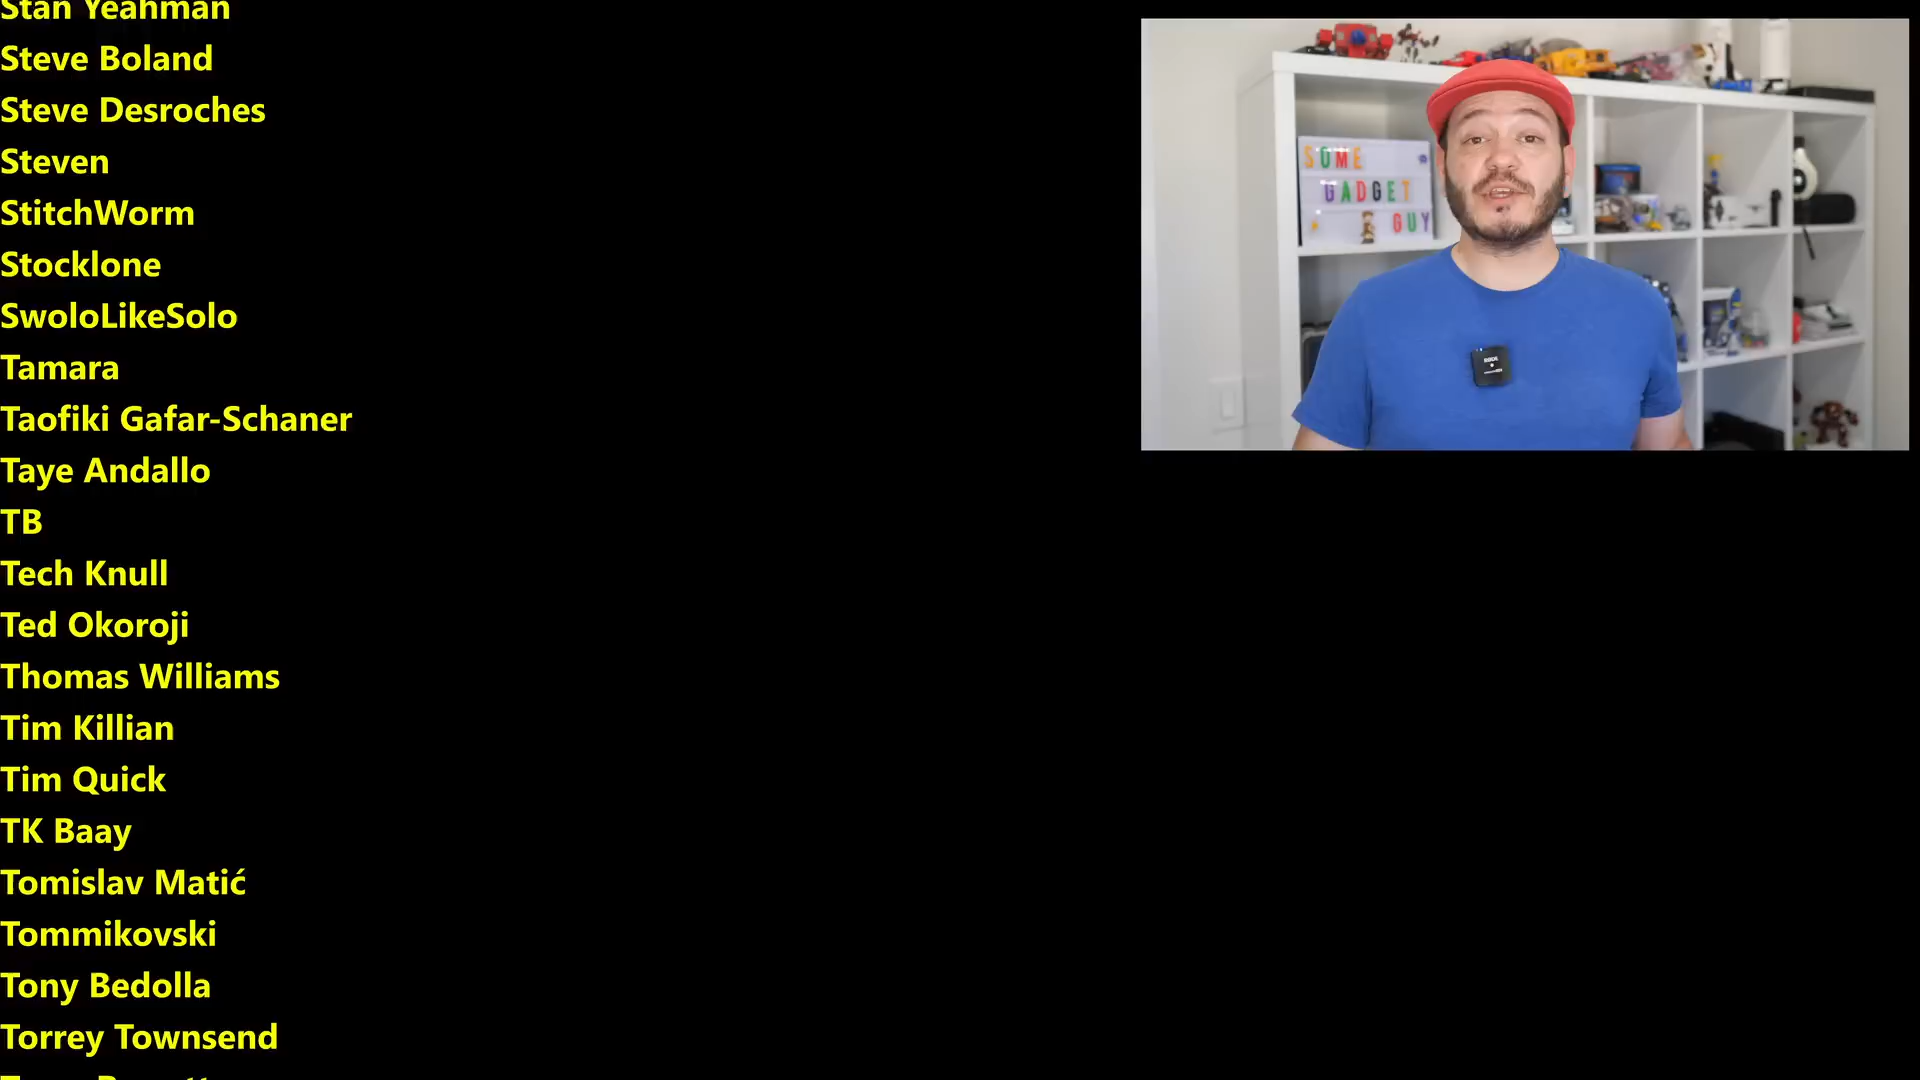 Stan Yeahman
Steve Boland
Steve Desroches
Steven
StitchWorm
Stocklone
SwoloLikeSolo
Tamara
Taofiki Gafar-Schaner
Taye Andallo
TB
Tech Knull
Ted Okoroji
Thomas Williams
Tim Killian
Tim Quick
TK Baay
Tomislav Matić
Tommikovski
Tony Bedolla
Torrey Townsend
SOME
GADGET
GUY
RODE